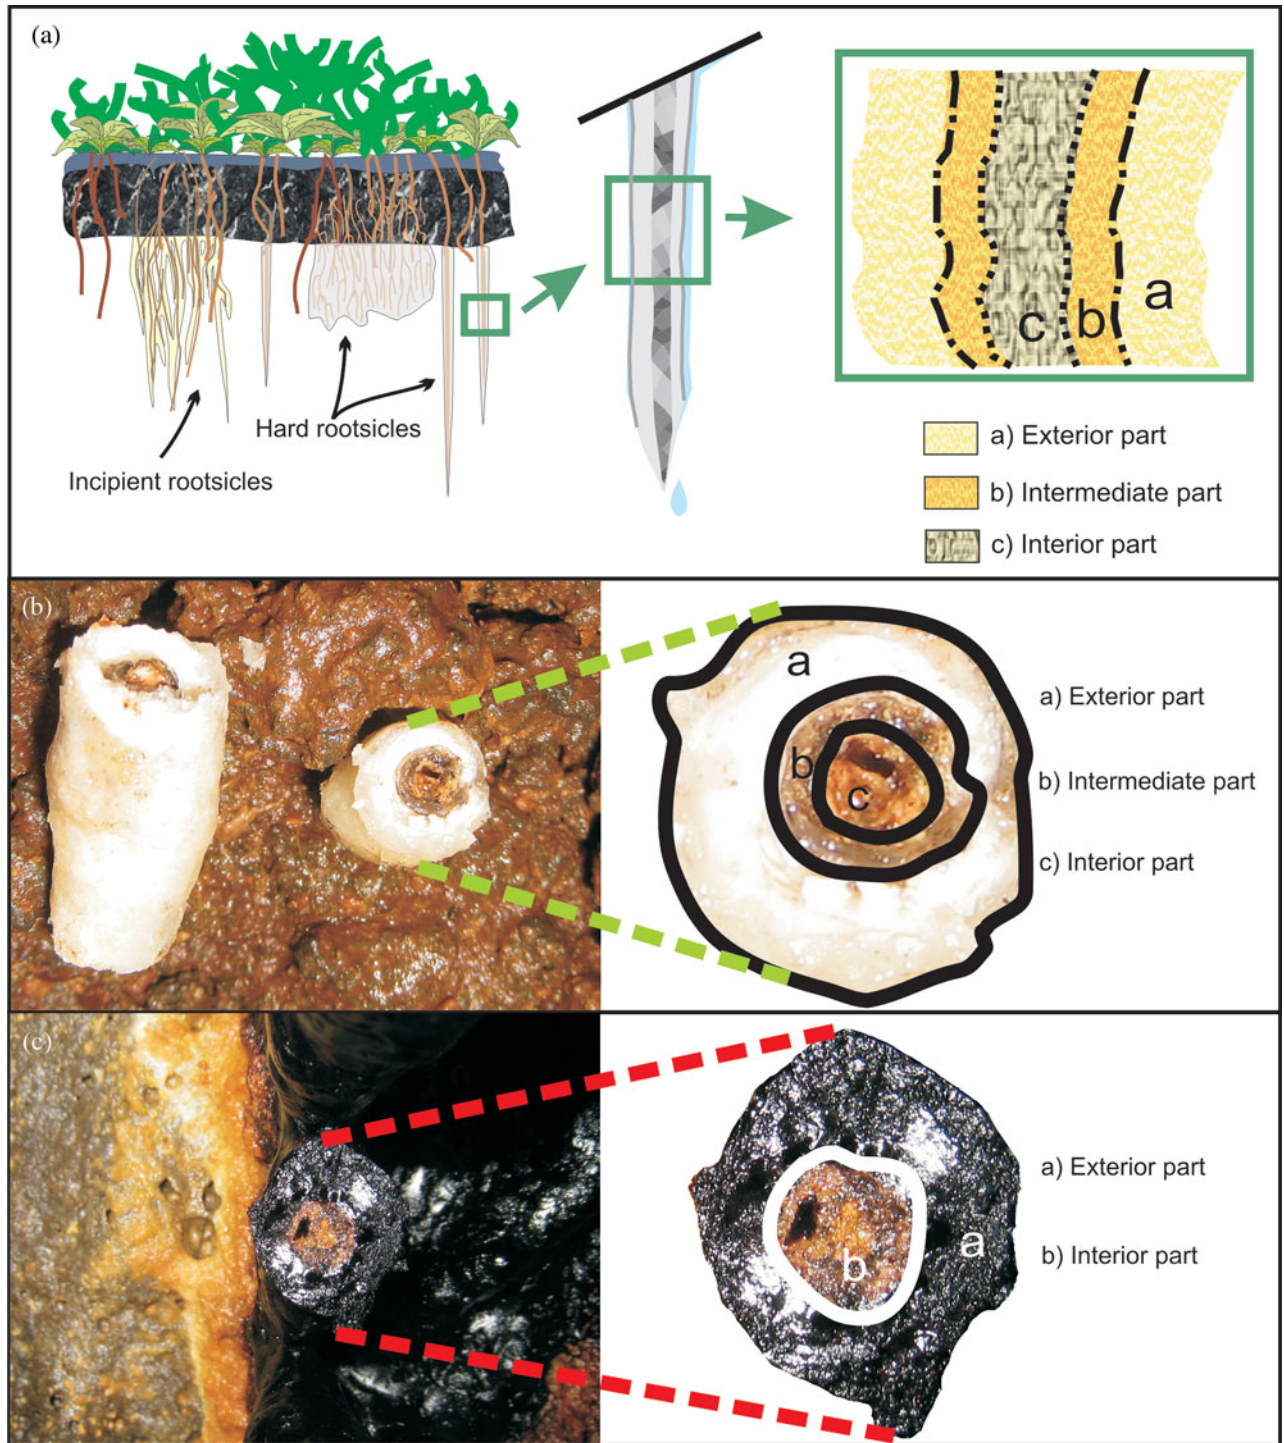 (a)
c
b
a
Hard rootsicles
Incipient rootsicles
a) Exterior part
b) Intermediate part
c) Interior part
(b)
a
b
c
a) Exterior part
b) Intermediate part
c) Interior part
(c)
a
b
a) Exterior part
b) Interior part